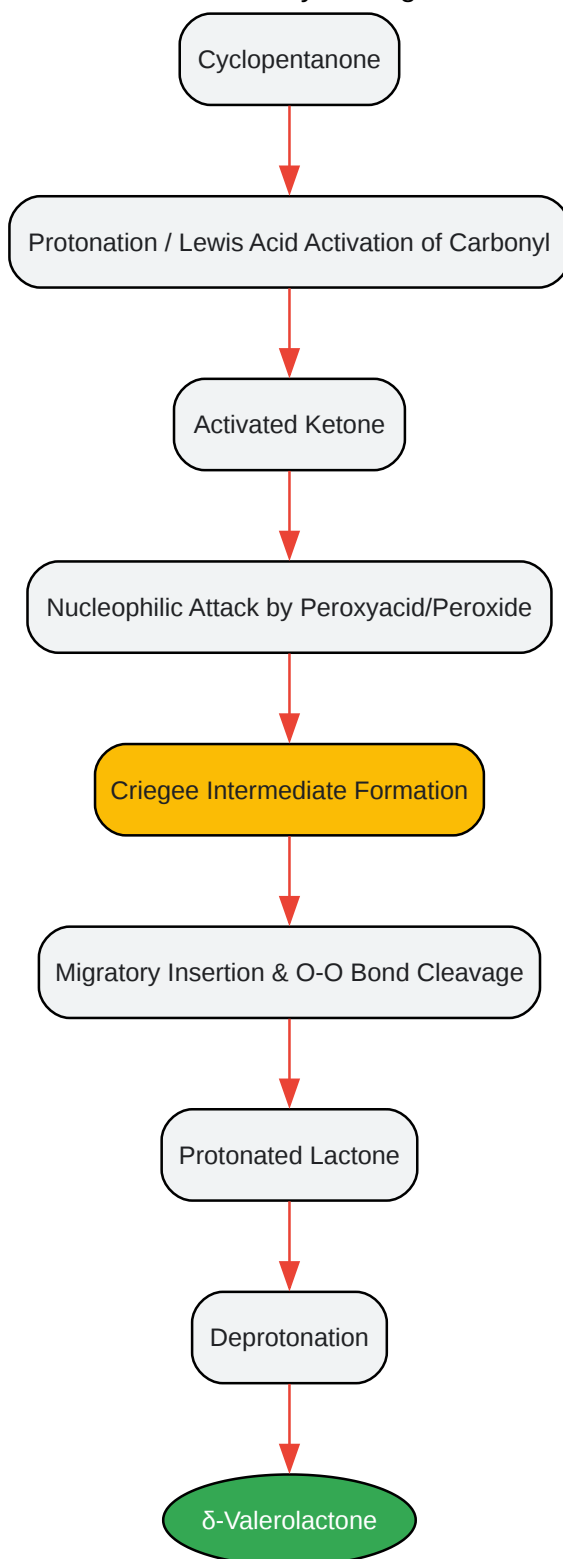 Cyclopentanone
Protonation / Lewis Acid Activation of Carbonyl
Activated Ketone
Nucleophilic Attack by Peroxyacid/Peroxide
Criegee Intermediate Formation
Migratory Insertion & O-O Bond Cleavage
Protonated Lactone
Deprotonation
δ-Valerolactone